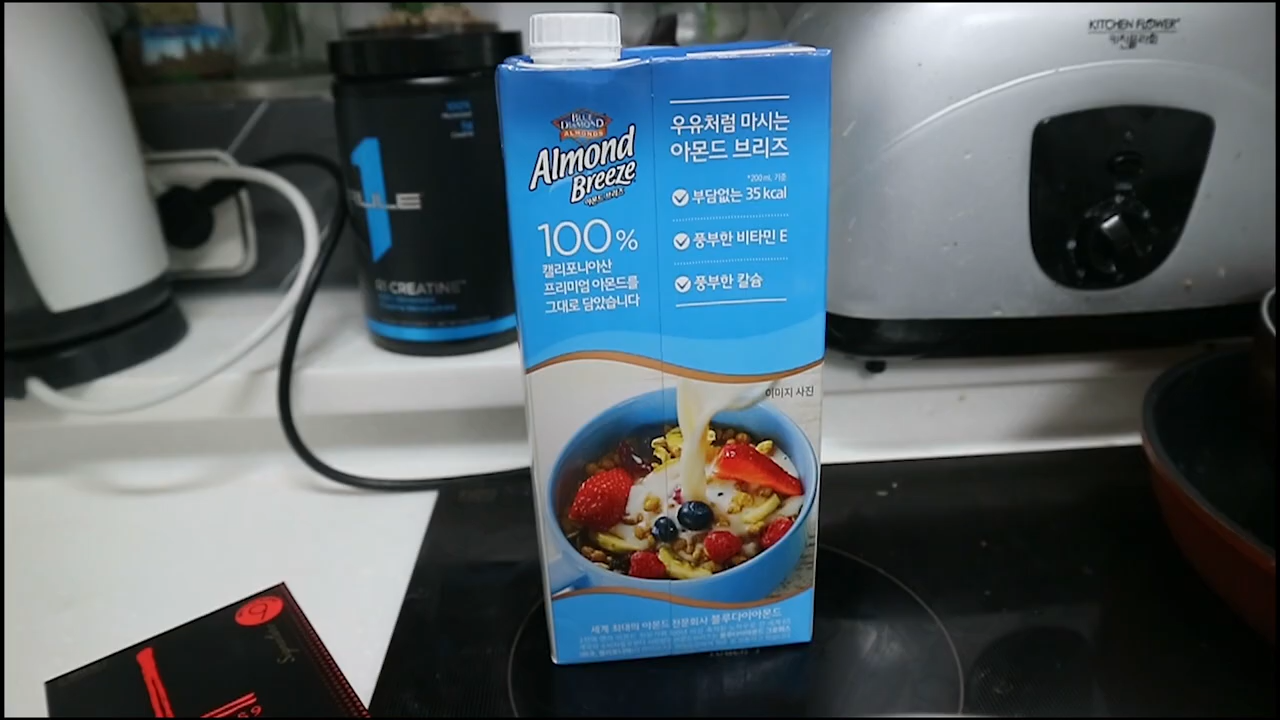 KITCHEN FLOWER
키친플라워
BLUE
DIAMOND
ALMONDS
Almond
Breeze
아몬드 브리즈
100%
캘리포니아산
프리미엄 아몬드를
그대로 담았습니다
우유처럼 마시는
아몬드 브리즈
*200mL 기준
부담없는 35 kcal
풍부한 비타민 E
풍부한 칼슘
이미지 사진
세계 최대의 아몬드 전문회사 블루다이아몬드
1
RULE
R1 CREATINE